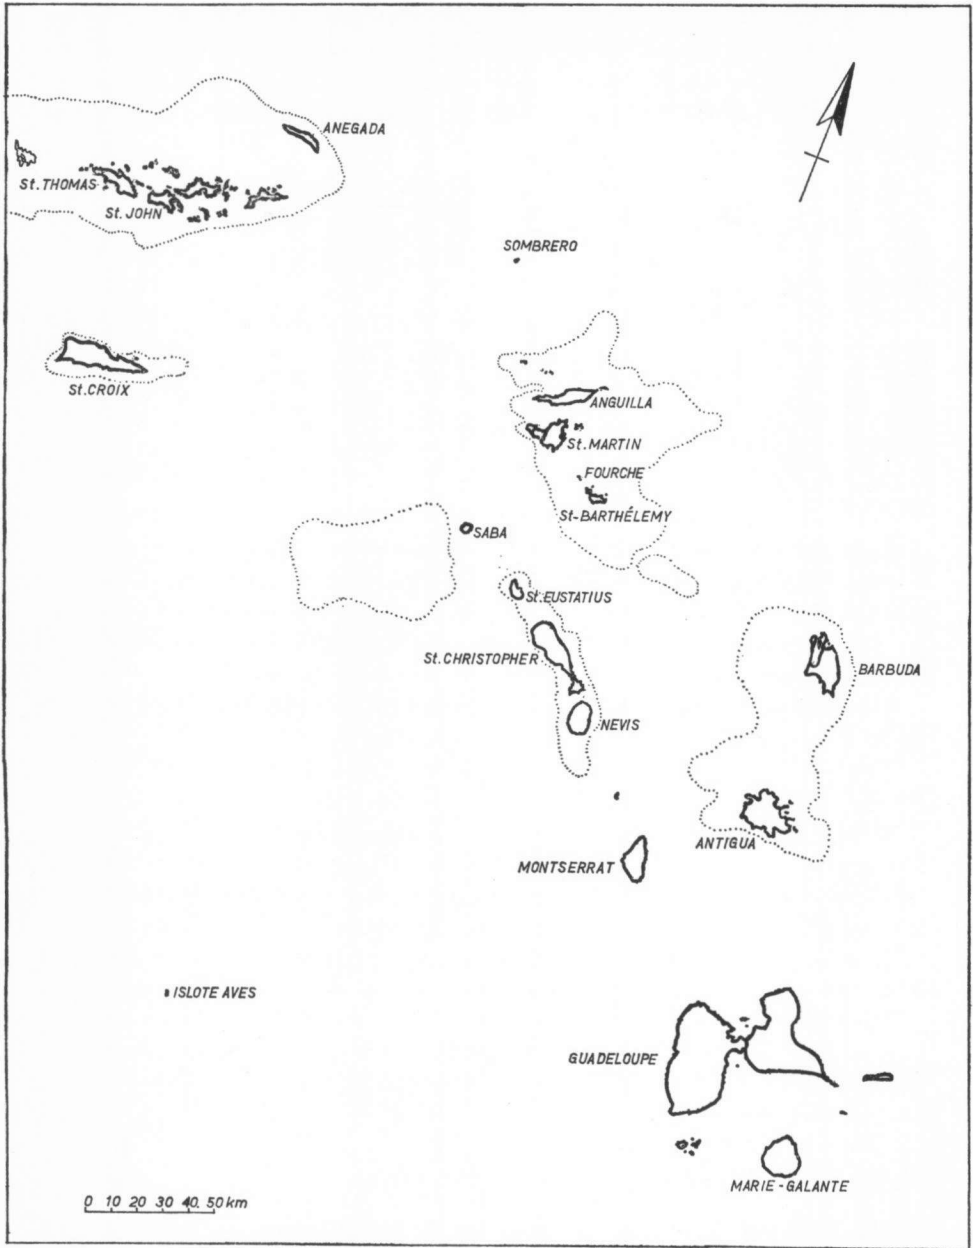 ANEGADA
St.THOMAS
St.JOHN
SOMBRERO
St.CROIX
ANGUILLA
St.MARTIN
FOURCHE
St-BARTHÉLEMY
SABA
St.EUSTATIUS
St.CHRISTOPHER
BARBUDA
NEVIS
ANTIGUA
MONTSERRAT
ISLOTE AVES
GUADELOUPE
MARIE-GALANTE
0 10 20 30 40. 50 km